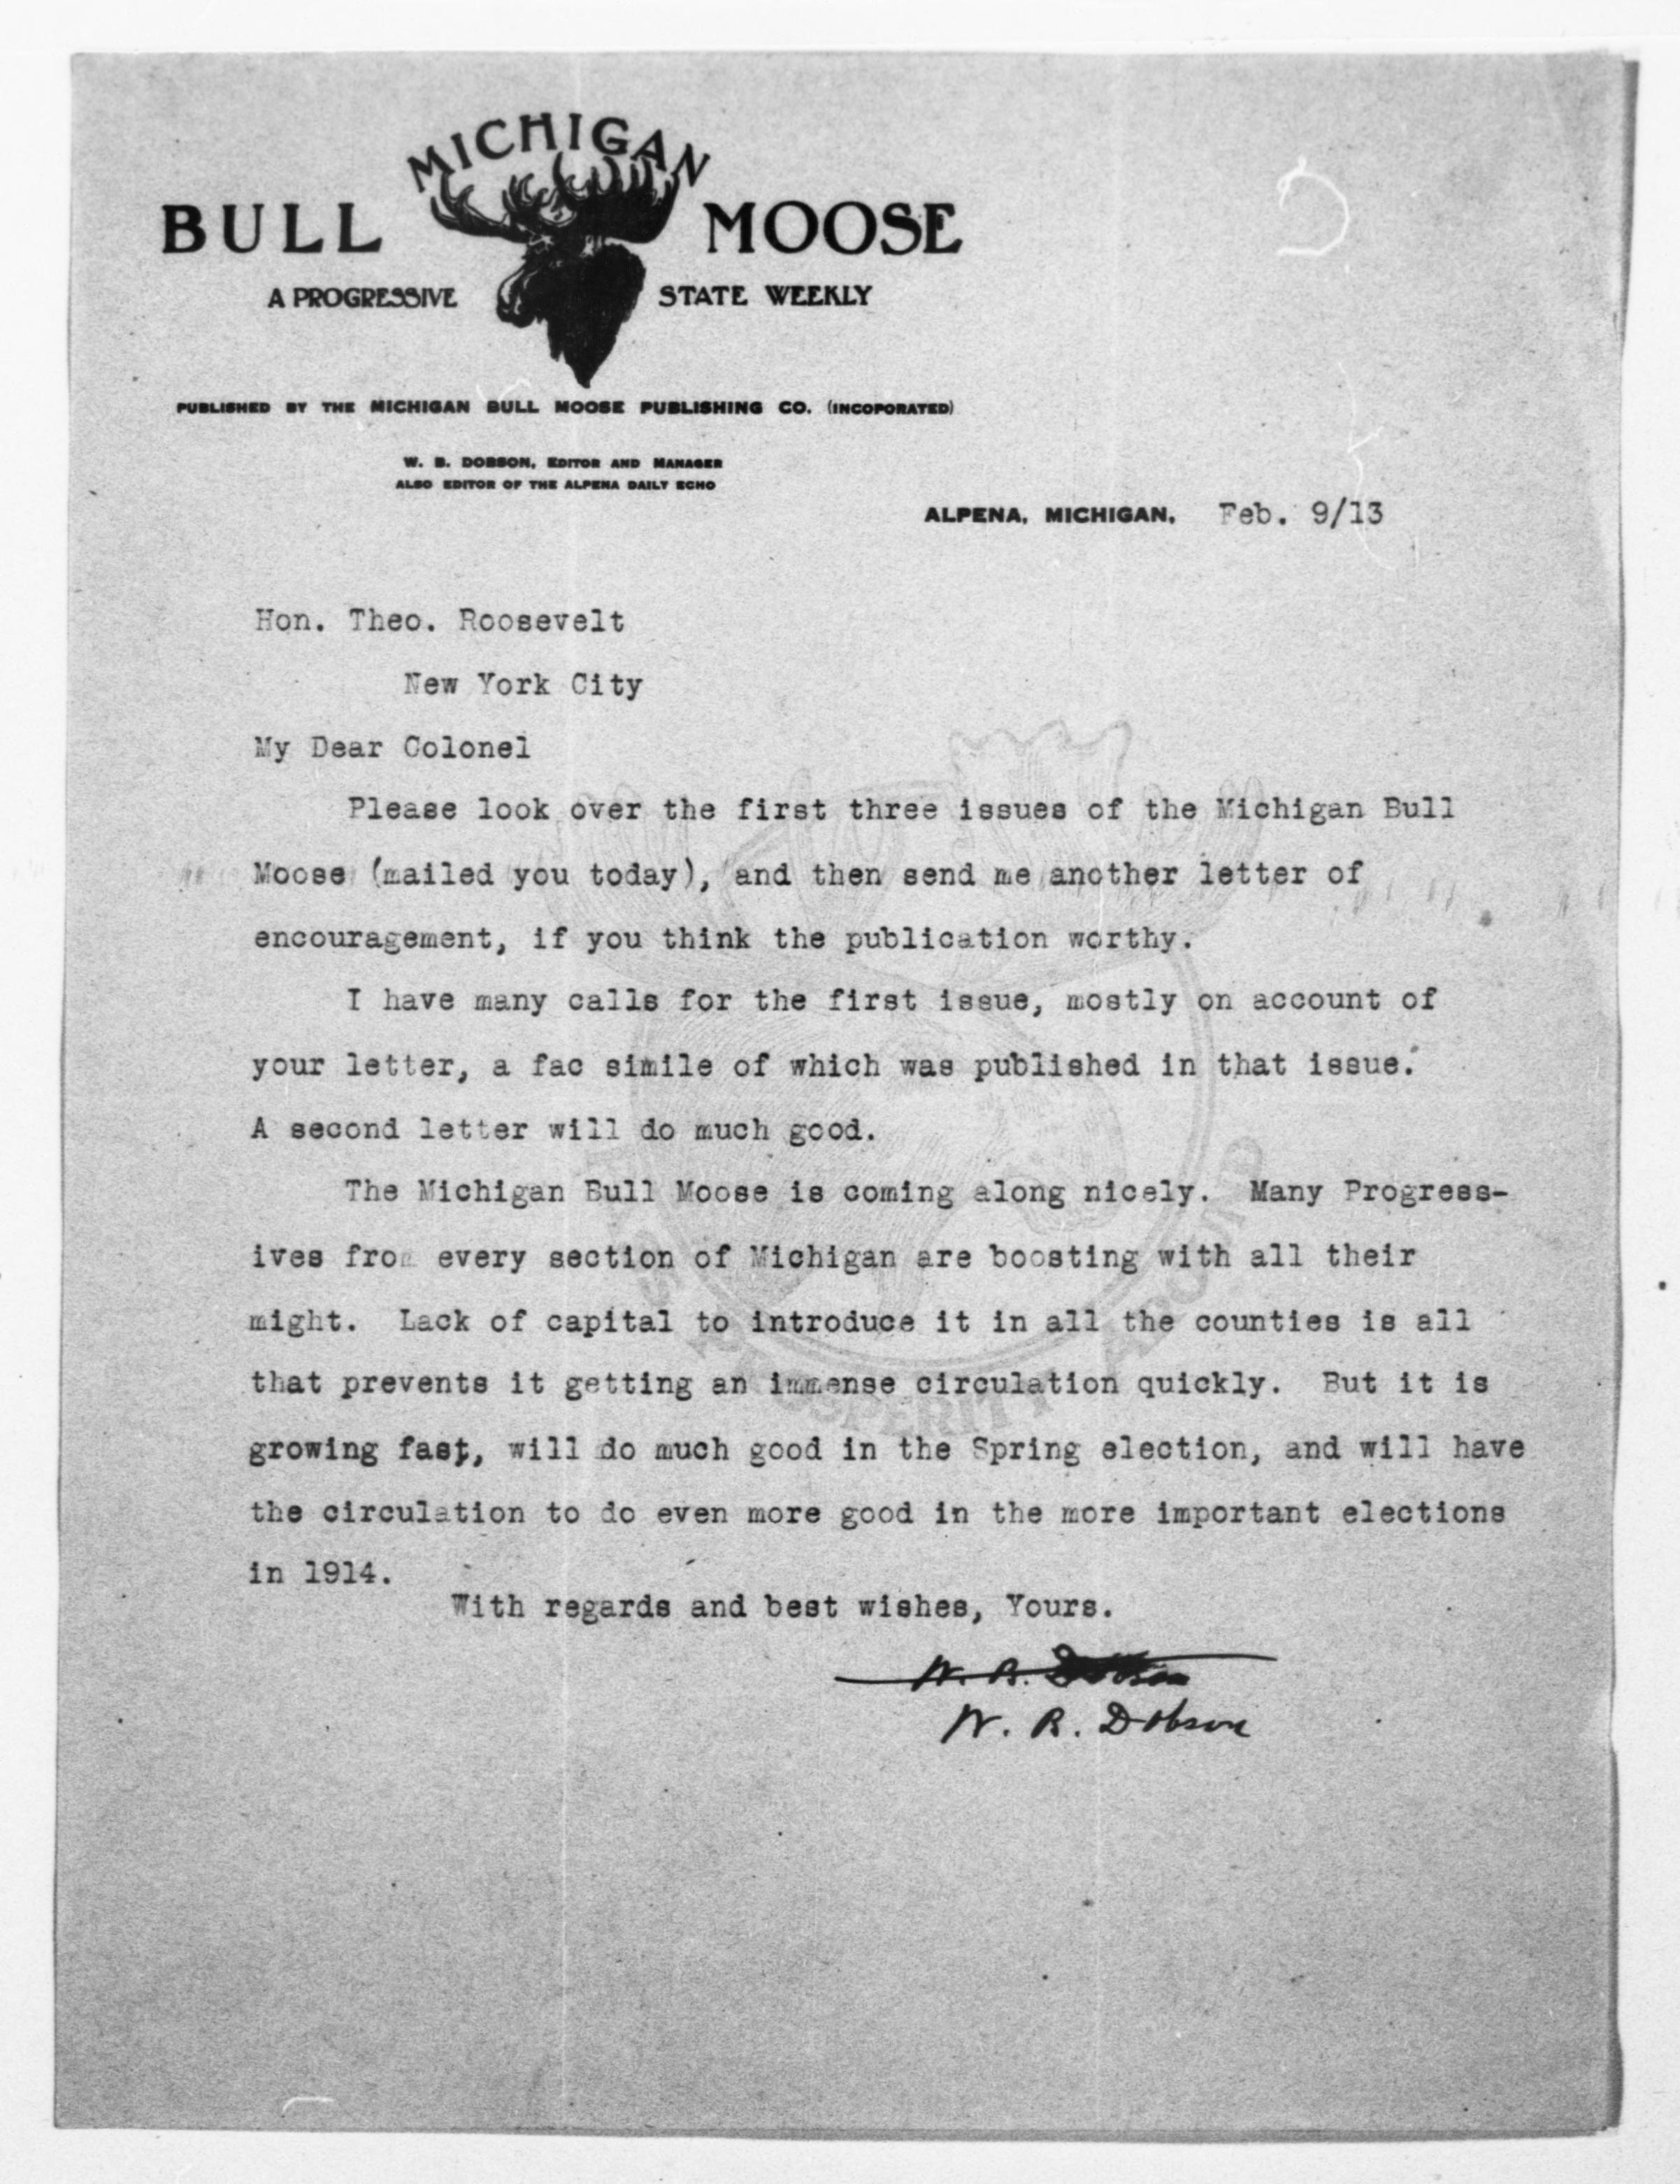 MICHIGAN
BULL MOOSE
A PROGRESSIVE STATE WEEKLY
PUBLISHED BY THE MICHIGAN BULL MOOSE PUBLISHING CO. (INCOPORATED)
W. B. DOBSON, EDITOR AND MANAGER
ALSO EDITOR OF THE ALPENA DAILY ECHO
ALPENA, MICHIGAN, Feb. 9/13
Hon. Theo. Roosevelt
New York City
My Dear Colonel
Please look over the first three issues of the Michigan Bull
Moose (mailed you today), and then send me another letter of
encouragement, if you think the publication worthy.
I have many calls for the first issue, mostly on account of
your letter, a fac simile of which was published in that issue.
A second letter will do much good.
The Michigan Bull Moose is coming along nicely. Many Progress-
ives from every section of Michigan are boosting with all their
might. Lack of capital to introduce it in all the counties is all
that prevents it getting an immense circulation quickly. But it is
growing fast, will do much good in the Spring election, and will have
the circulation to do even more good in the more important elections
in 1914.
With regards and best wishes, Yours.
W. B. Dobson
W. B. Dobson